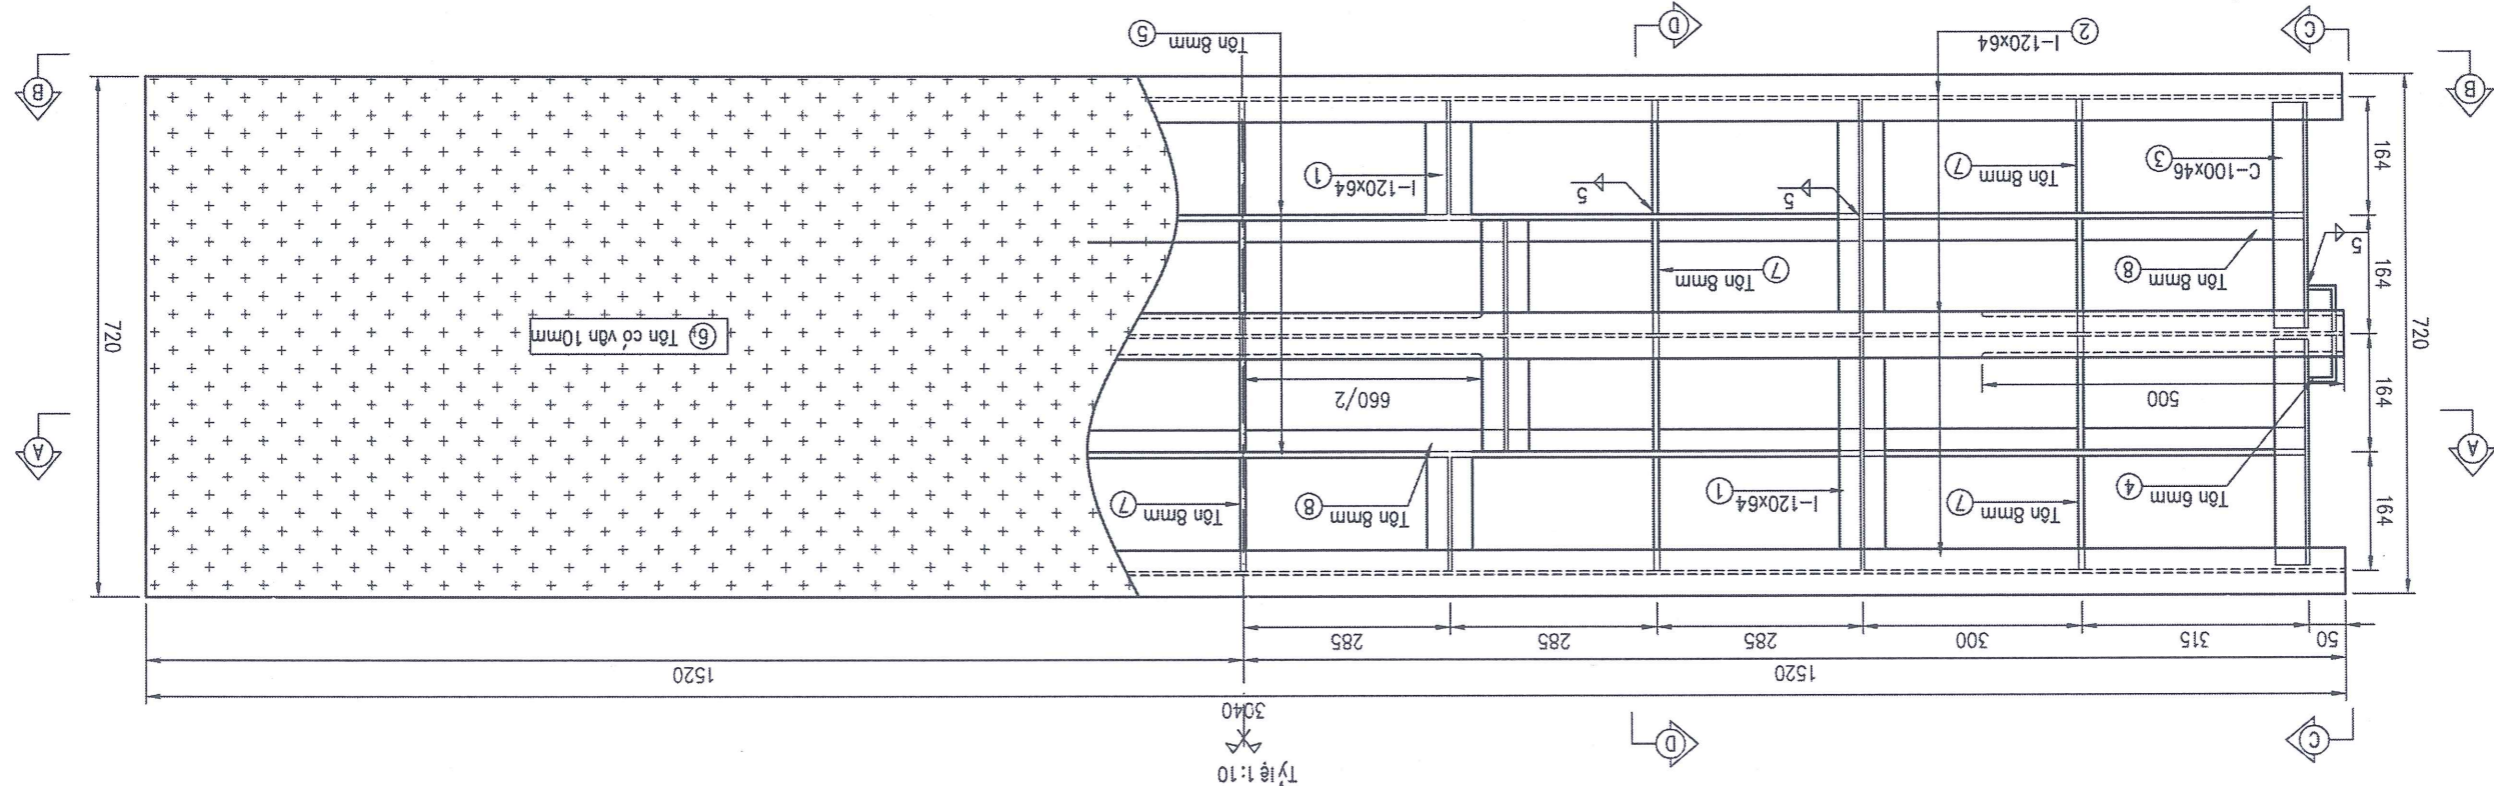 Tỷ lệ 1:10
C
D
3040
1520
1520
50
315
300
285
285
285
164
Tôn 6mm 4
Tôn 8mm 7
I-120x64 1
Tôn 8mm 8
Tôn 8mm 7
A
A
164
500
660/2
720
6 Tôn có vân 10mm
720
164
Tôn 8mm 8
7 Tôn 8mm
5
164
C-100x46 3
Tôn 8mm 7
5
5
I-120x64 1
B
B
C
2 I-120x64
D
Tôn 8mm 5